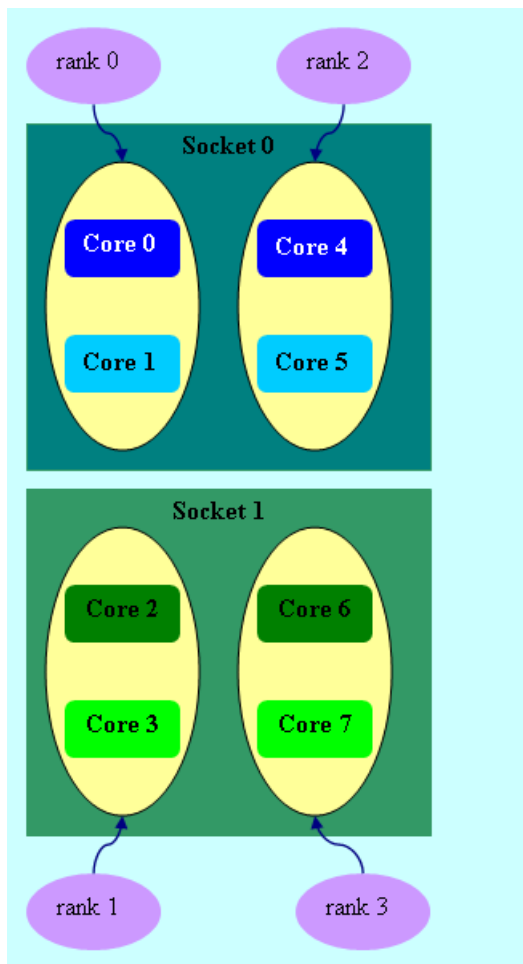 rank 0
rank 2
Socket 0
Core 0
Core 4
Core 1
Core 5
Socket 1
Core 2
Core 6
Core 3
Core 7
rank 1
rank 3